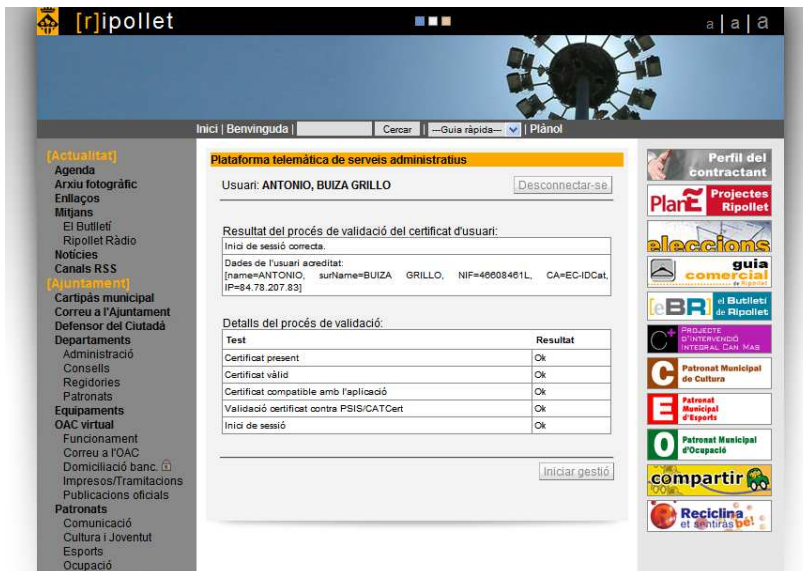 [r]ipollet
a | a | a
Inici | Benvinguda | Cercar | ---Guia ràpida--- | Plànol
[Actualitat]
Agenda
Arxiu fotogràfic
Enllaços
Mitjans
El Butlletí
Ripollet Ràdio
Notícies
Canals RSS
[Ajuntament]
Cartipàs municipal
Correu a l'Ajuntament
Defensor del Ciutadà
Departaments
Administració
Consells
Regidories
Patronats
Equipaments
OAC virtual
Funcionament
Correu a l'OAC
Domiciliació banc.
Impresos/Tramitacions
Publicacions oficials
Patronats
Comunicació
Cultura i Joventut
Esports
Ocupació
Plataforma telemàtica de serveis administratius
Usuari: ANTONIO, BUIZA GRILLO
Desconnectar-se
Resultat del procés de validació del certificat d'usuari:
Inici de sessió correcta.
Dades de l'usuari acreditat:
[name=ANTONIO, surName=BUIZA GRILLO, NIF=46608461L, CA=EC-IDCat,
IP=84.78.207.83]
Detalls del procés de validació:
Test Resultat
Certificat present Ok
Certificat vàlid Ok
Certificat compatible amb l'aplicació Ok
Validació certificat contra PSIS/CATCert Ok
Inici de sessió Ok
Iniciar gestió
Perfil del
contractant
PlanE Projectes
Ripollet
eleccions
guia
comercial
de Ripollet
[eBR] el Butlletí
de Ripollet
C+ PROJECTE
D'INTERVENCIÓ
INTEGRAL CAN MAS
C Patronat Municipal
de Cultura
E Patronat
Municipal
d'Esports
O Patronat Municipal
d'Ocupació
compartir
Reciclina
et sentiràs bé!